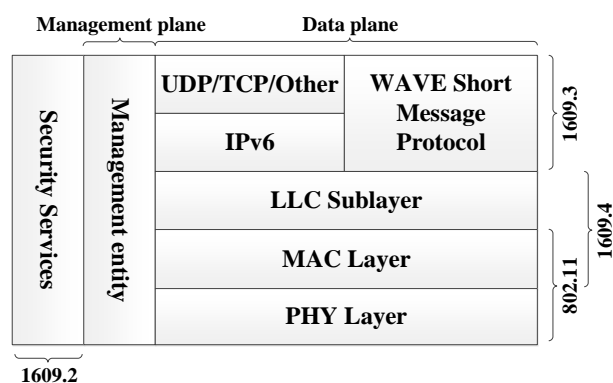 Management plane
Data plane
Security Services
Management entity
UDP/TCP/Other
IPv6
WAVE Short
Message
Protocol
LLC Sublayer
MAC Layer
PHY Layer
1609.3
1609.4
802.11
1609.2